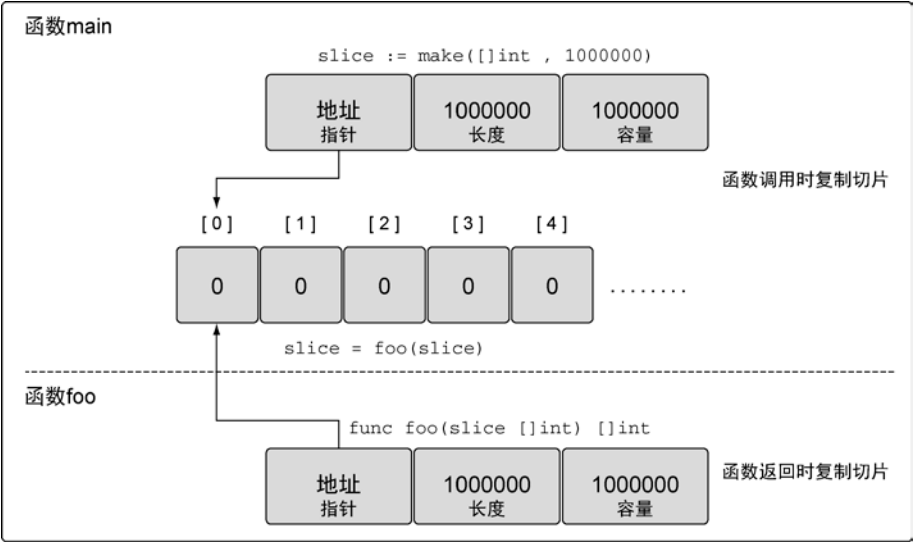 函数main
slice := make([]int , 1000000)
地址 1000000 1000000
指针 长度 容量
函数调用时复制切片
[0] [1] [2] [3] [4]
0 0 0 0 0 ........
slice = foo(slice)
函数foo
func foo(slice []int) []int
地址 1000000 1000000
指针 长度 容量
函数返回时复制切片